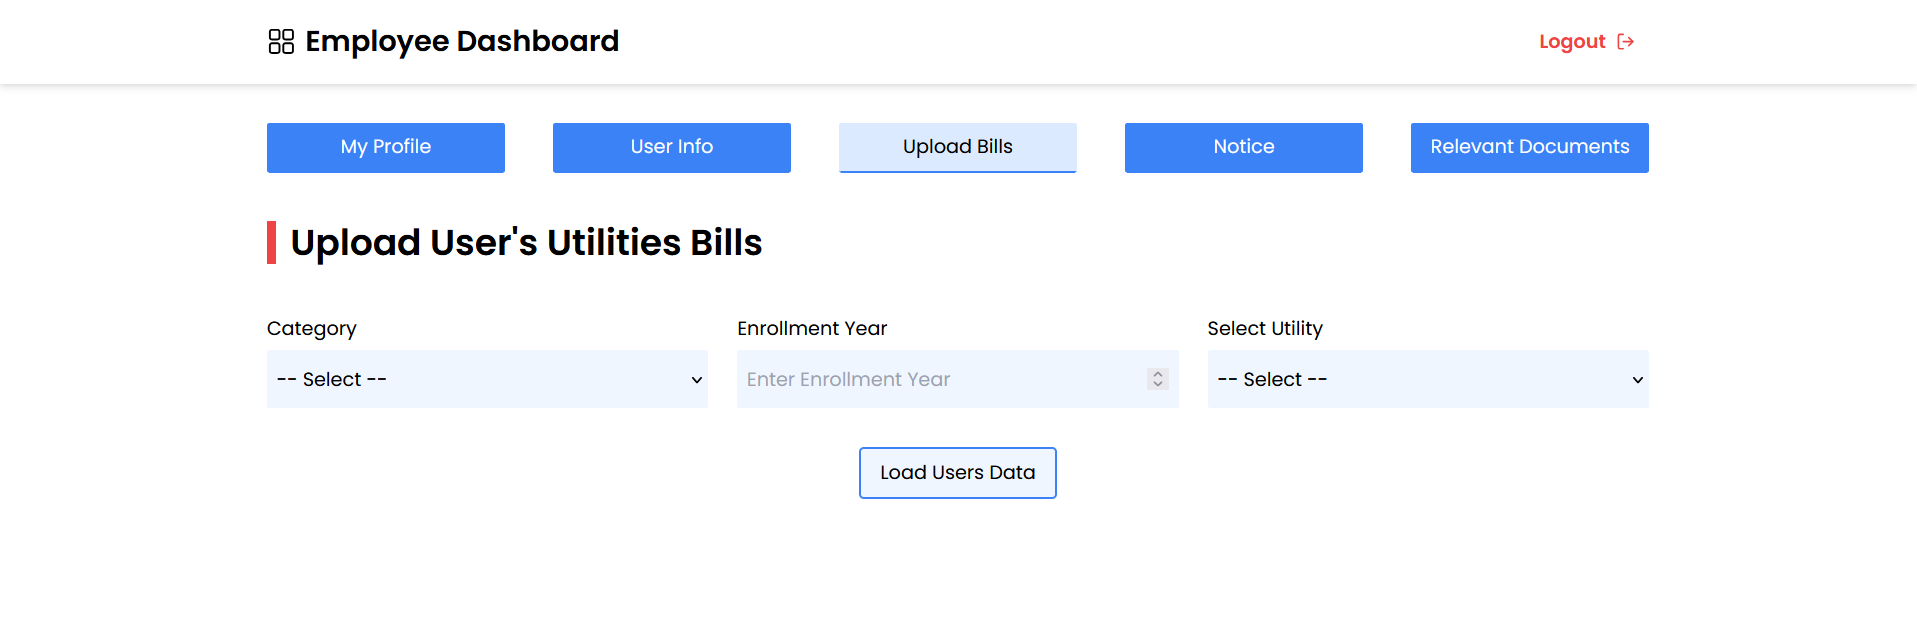 Employee Dashboard
Logout
My Profile
User Info
Upload Bills
Notice
Relevant Documents
Upload User's Utilities Bills
Category
Enrollment Year
Select Utility
-- Select --
Enter Enrollment Year
-- Select --
Load Users Data